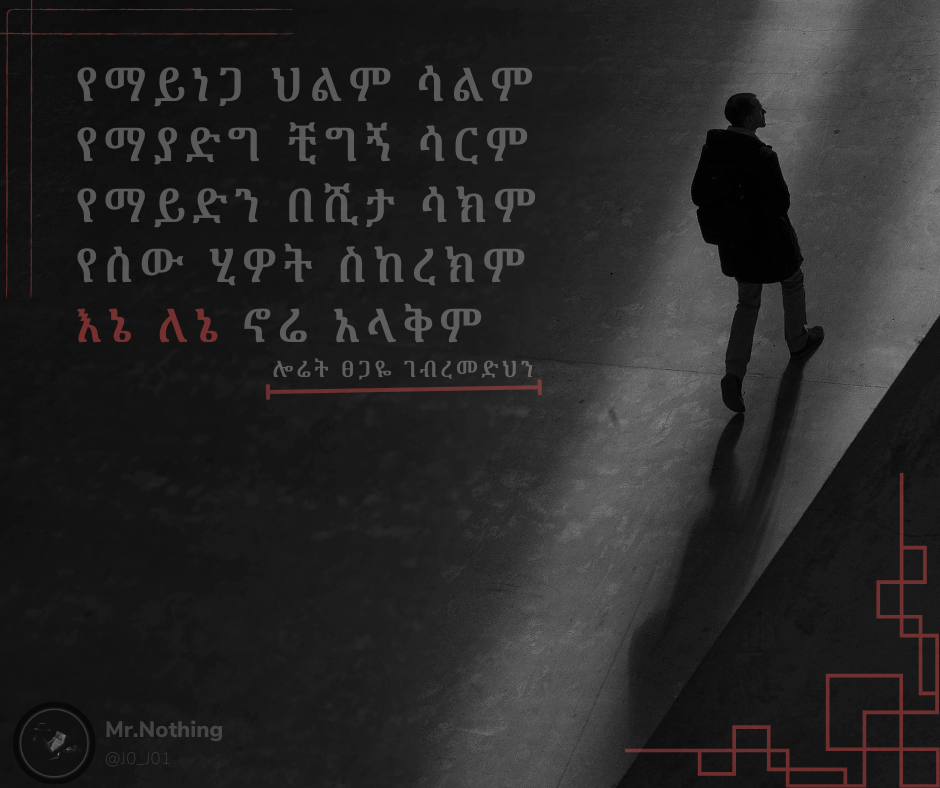 የማይነጋ ህልም ሳልም
የማያድግ ቺግኝ ሳርም
የማይድን በሺታ ሳክም
የሰው ሂዎት ስከረክም
እኔ ለኔ ኖሬ አላቅም
ሎሬት ፀጋዬ ገብረመድህን
Mr.Nothing
@J0_J01